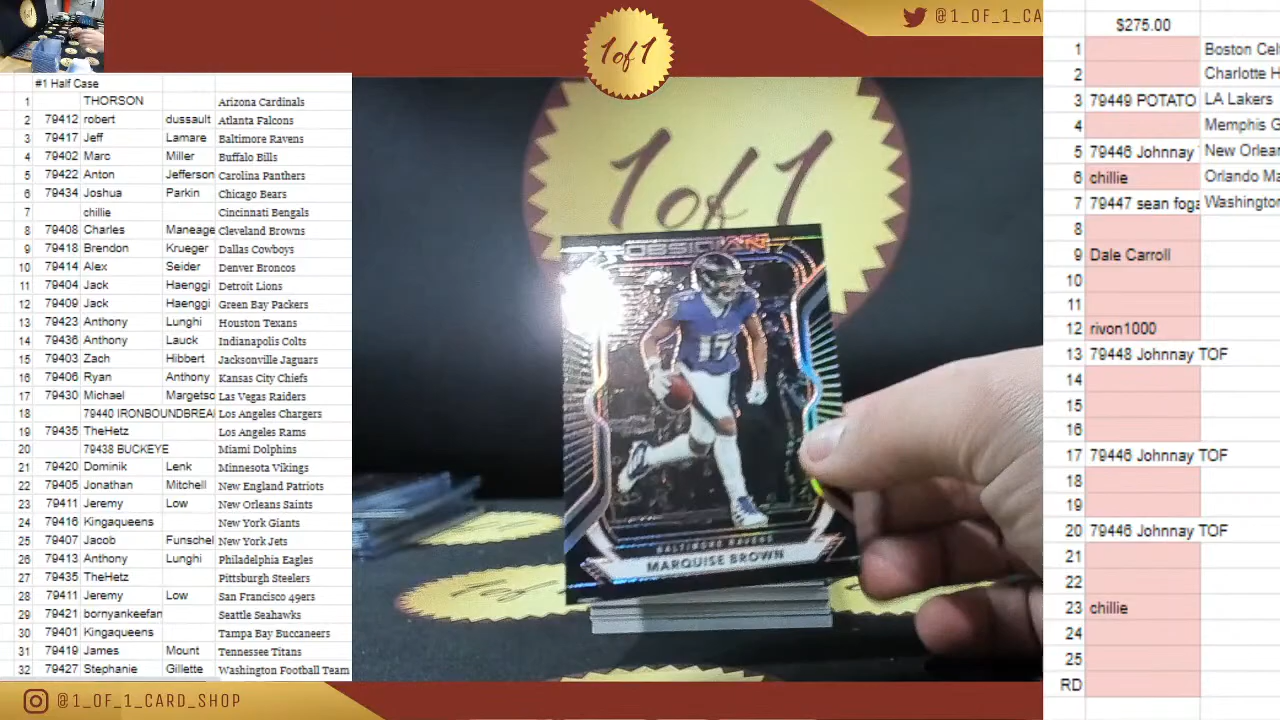 1of1
@1_OF_1_CA
#1 Half Case
1 THORSON Arizona Cardinals
2 79412 robert dussault Atlanta Falcons
3 79417 Jeff Lamare Baltimore Ravens
4 79402 Marc Miller Buffalo Bills
5 79422 Anton Jefferson Carolina Panthers
6 79434 Joshua Parkin Chicago Bears
7 chillie Cincinnati Bengals
8 79408 Charles Maneage Cleveland Browns
9 79418 Brendon Krueger Dallas Cowboys
10 79414 Alex Seider Denver Broncos
11 79404 Jack Haenggi Detroit Lions
12 79409 Jack Haenggi Green Bay Packers
13 79423 Anthony Lunghi Houston Texans
14 79436 Anthony Lauck Indianapolis Colts
15 79403 Zach Hibbert Jacksonville Jaguars
16 79406 Ryan Anthony Kansas City Chiefs
17 79430 Michael Margetso Las Vegas Raiders
18 79440 IRONBOUNDBREA Los Angeles Chargers
19 79435 TheHetz Los Angeles Rams
20 79438 BUCKEYE Miami Dolphins
21 79420 Dominik Lenk Minnesota Vikings
22 79405 Jonathan Mitchell New England Patriots
23 79411 Jeremy Low New Orleans Saints
24 79416 Kingaqueens New York Giants
25 79407 Jacob Funschel New York Jets
26 79413 Anthony Lunghi Philadelphia Eagles
27 79435 TheHetz Pittsburgh Steelers
28 79411 Jeremy Low San Francisco 49ers
29 79421 bornyankeefan Seattle Seahawks
30 79401 Kingaqueens Tampa Bay Buccaneers
31 79419 James Mount Tennessee Titans
32 79427 Stephanie Gillette Washington Football Team
1of1
OBSIDIAN
17
BALTIMORE RAVENS
MARQUISE BROWN
$275.00
1 Boston Cel
2 Charlotte H
3 79449 POTATO LA Lakers
4 Memphis G
5 79446 Johnnay New Orlean
6 chillie Orlando Ma
7 79447 sean foga Washington
8
9 Dale Carroll
10
11
12 rivon1000
13 79448 Johnnay TOF
14
15
16
17 79446 Johnnay TOF
18
19
20 79446 Johnnay TOF
21
22
23 chillie
24
25
RD
@1_OF_1_CARD_SHOP